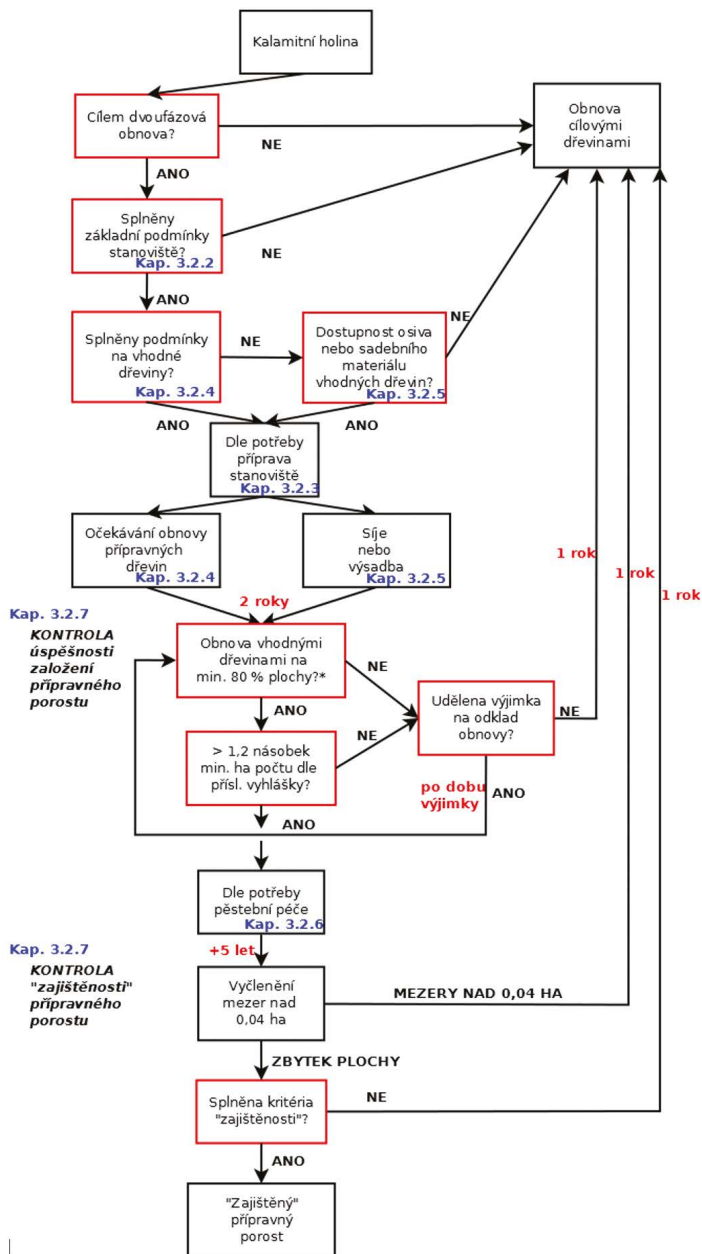 Kalamitní holina
Cílem dvoufázová
obnova?
NE
Obnova
cílovými
dřevinami
ANO
Splněny
základní podmínky
stanoviště?
Kap. 3.2.2
NE
ANO
Splněny podmínky
na vhodné
dřeviny?
Kap. 3.2.4
NE
Dostupnost osiva
nebo sadebního
materiálu
vhodných dřevin?
Kap. 3.2.5
NE
ANO
ANO
Dle potřeby
příprava
stanoviště
Kap. 3.2.3
Očekávání obnovy
přípravných
dřevin
Kap. 3.2.4
Síje
nebo
výsadba
Kap. 3.2.5
1 rok
1 rok
1 rok
2 roky
Kap. 3.2.7
KONTROLA
úspěšnosti
založení
přípravného
porostu
Obnova vhodnými
dřevinami na
min. 80 % plochy?*
NE
ANO
Udělena výjimka
na odklad
obnovy?
NE
> 1,2 násobek
min. ha počtu dle
přísl. vyhlášky?
NE
po dobu
výjimky
ANO
ANO
Dle potřeby
pěstební péče
Kap. 3.2.6
+5 let
Kap. 3.2.7
KONTROLA
"zajištěnosti"
přípravného
porostu
Vyčlenění
mezer nad
0,04 ha
MEZERY NAD 0,04 HA
ZBYTEK PLOCHY
Splněna kritéria
"zajištěnosti"?
NE
ANO
"Zajištěný"
přípravný
porost